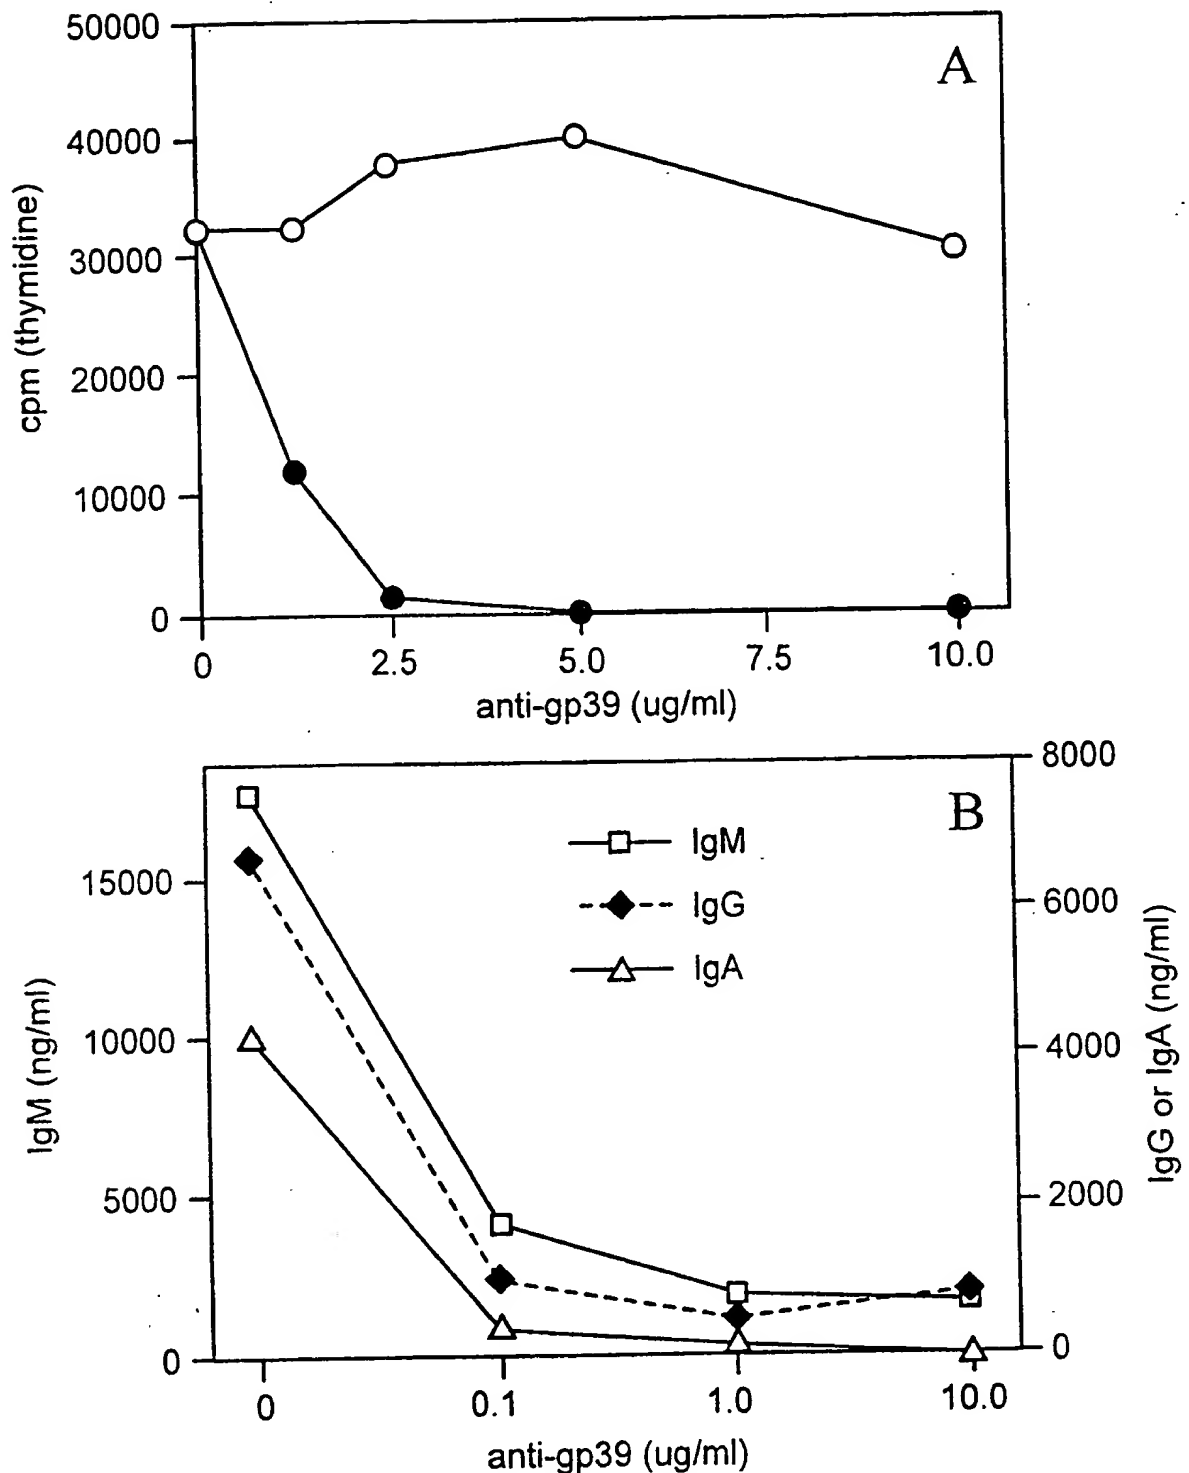 A
50000
40000
30000
20000
10000
0
cpm (thymidine)
0 2.5 5.0 7.5 10.0
anti-gp39 (ug/ml)
B
IgM
IgG
IgA
15000
10000
5000
0
IgM (ng/ml)
8000
6000
4000
2000
0
IgG or IgA (ng/ml)
0 0.1 1.0 10.0
anti-gp39 (ug/ml)